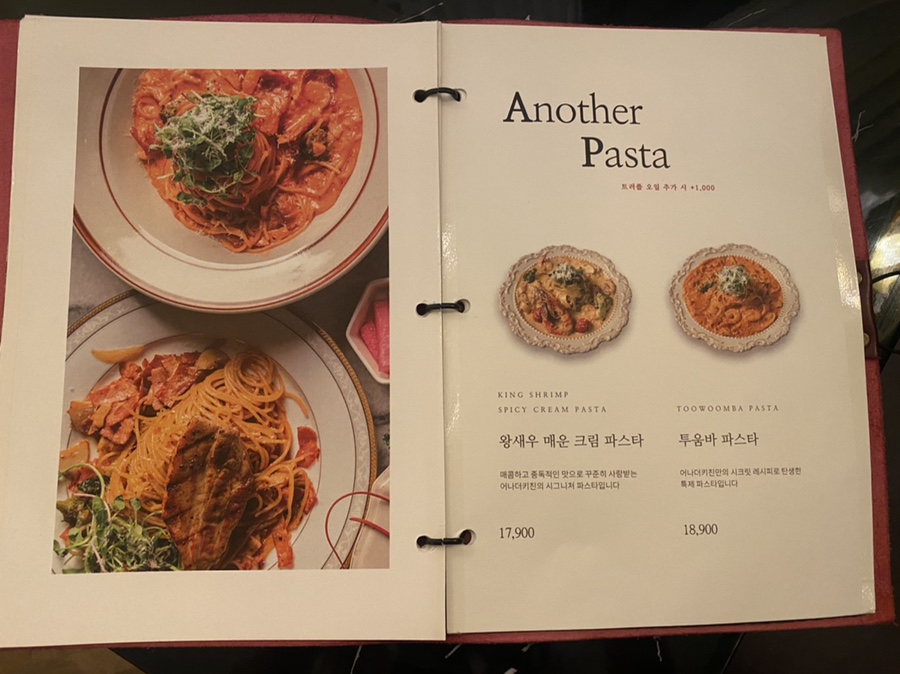 Another
Pasta
트러플 오일 추가 시 +1,000
KING SHRIMP
SPICY CREAM PASTA
왕새우 매운 크림 파스타
매콤하고 중독적인 맛으로 꾸준히 사랑받는
어나더키친의 시그니처 파스타입니다
17,900
TOOWOOMBA PASTA
투움바 파스타
어나더키친만의 시크릿 레시피로 탄생한
특제 파스타입니다
18,900